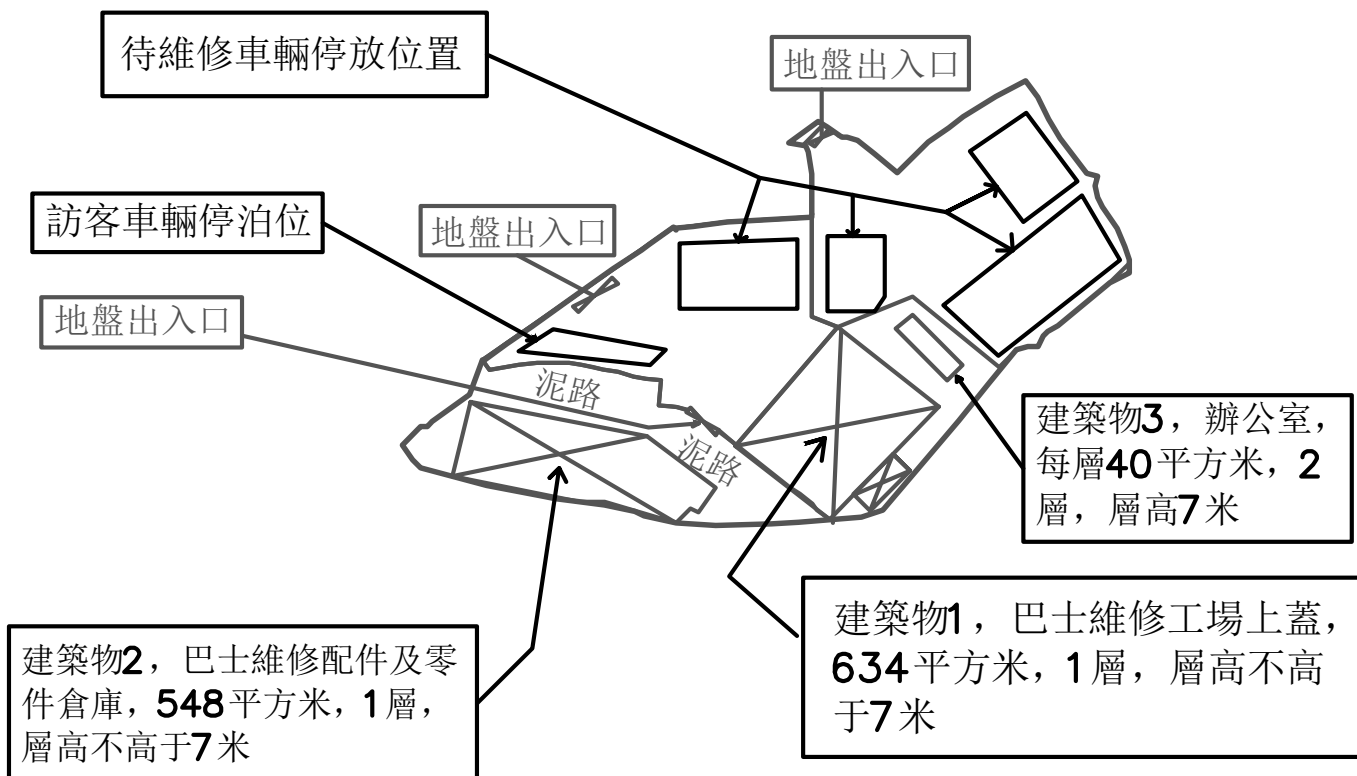 待維修車輛停放位置
地盤出入口
訪客車輛停泊位
地盤出入口
地盤出入口
泥路
泥路
建築物3，辦公室，
每層40平方米，2
層，層高7米
建築物1，巴士維修工場上蓋，
634平方米，1層，層高不高
于7米
建築物2，巴士維修配件及零
件倉庫，548平方米，1層，
層高不高于7米